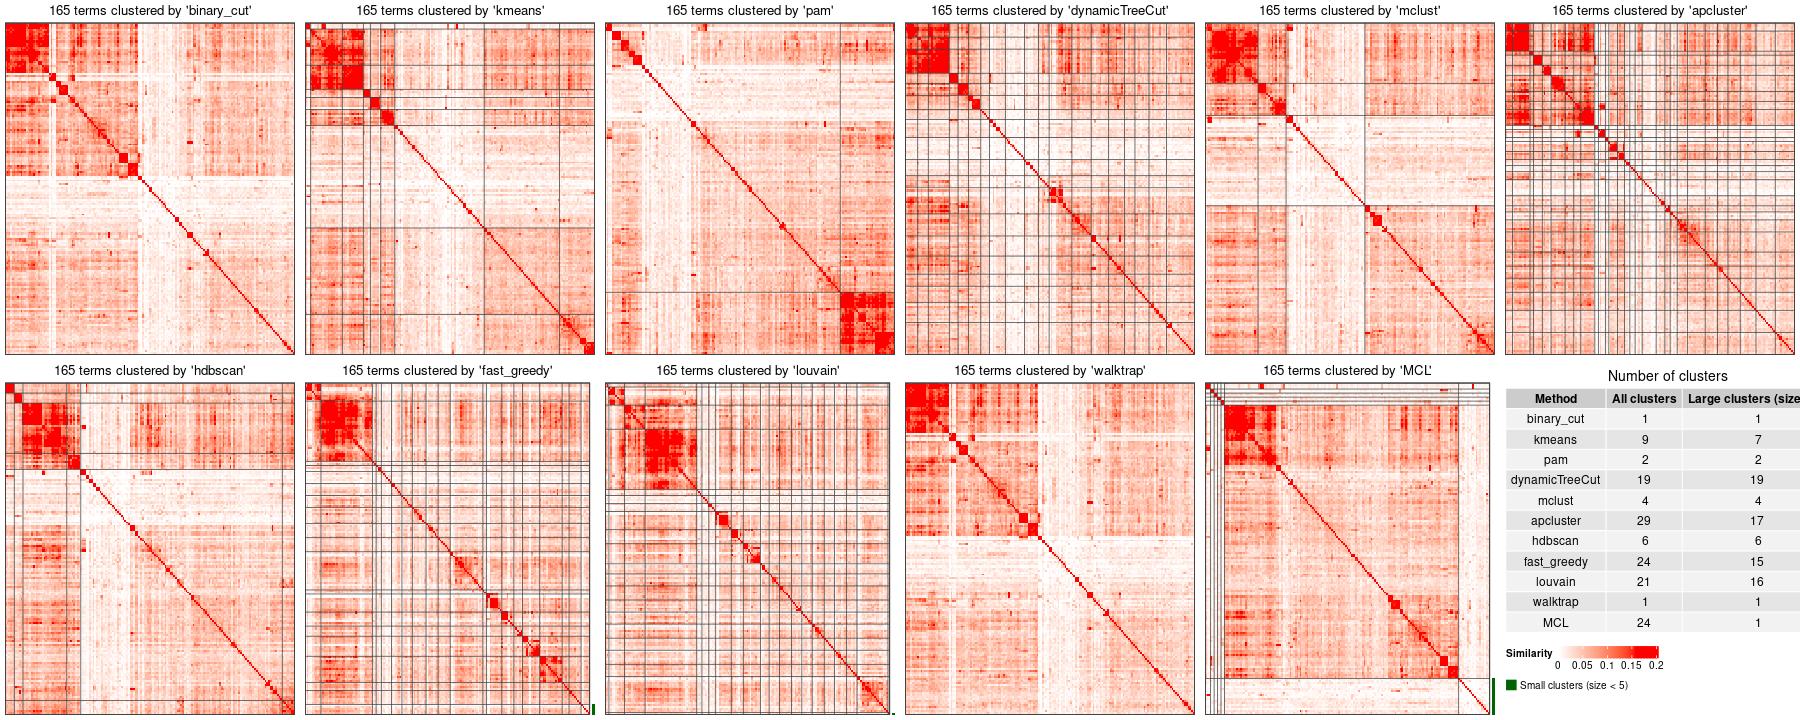 165 terms clustered by 'binary_cut'
165 terms clustered by 'kmeans'
165 terms clustered by 'pam'
165 terms clustered by 'dynamicTreeCut'
165 terms clustered by 'mclust'
165 terms clustered by 'apcluster'
165 terms clustered by 'hdbscan'
165 terms clustered by 'fast_greedy'
165 terms clustered by 'louvain'
165 terms clustered by 'walktrap'
165 terms clustered by 'MCL'
Number of clusters
Method All clusters Large clusters (size
binary_cut 1 1
kmeans 9 7
pam 2 2
dynamicTreeCut 19 19
mclust 4 4
apcluster 29 17
hdbscan 6 6
fast_greedy 24 15
louvain 21 16
walktrap 1 1
MCL 24 1
Similarity
0 0.05 0.1 0.15 0.2
Small clusters (size < 5)